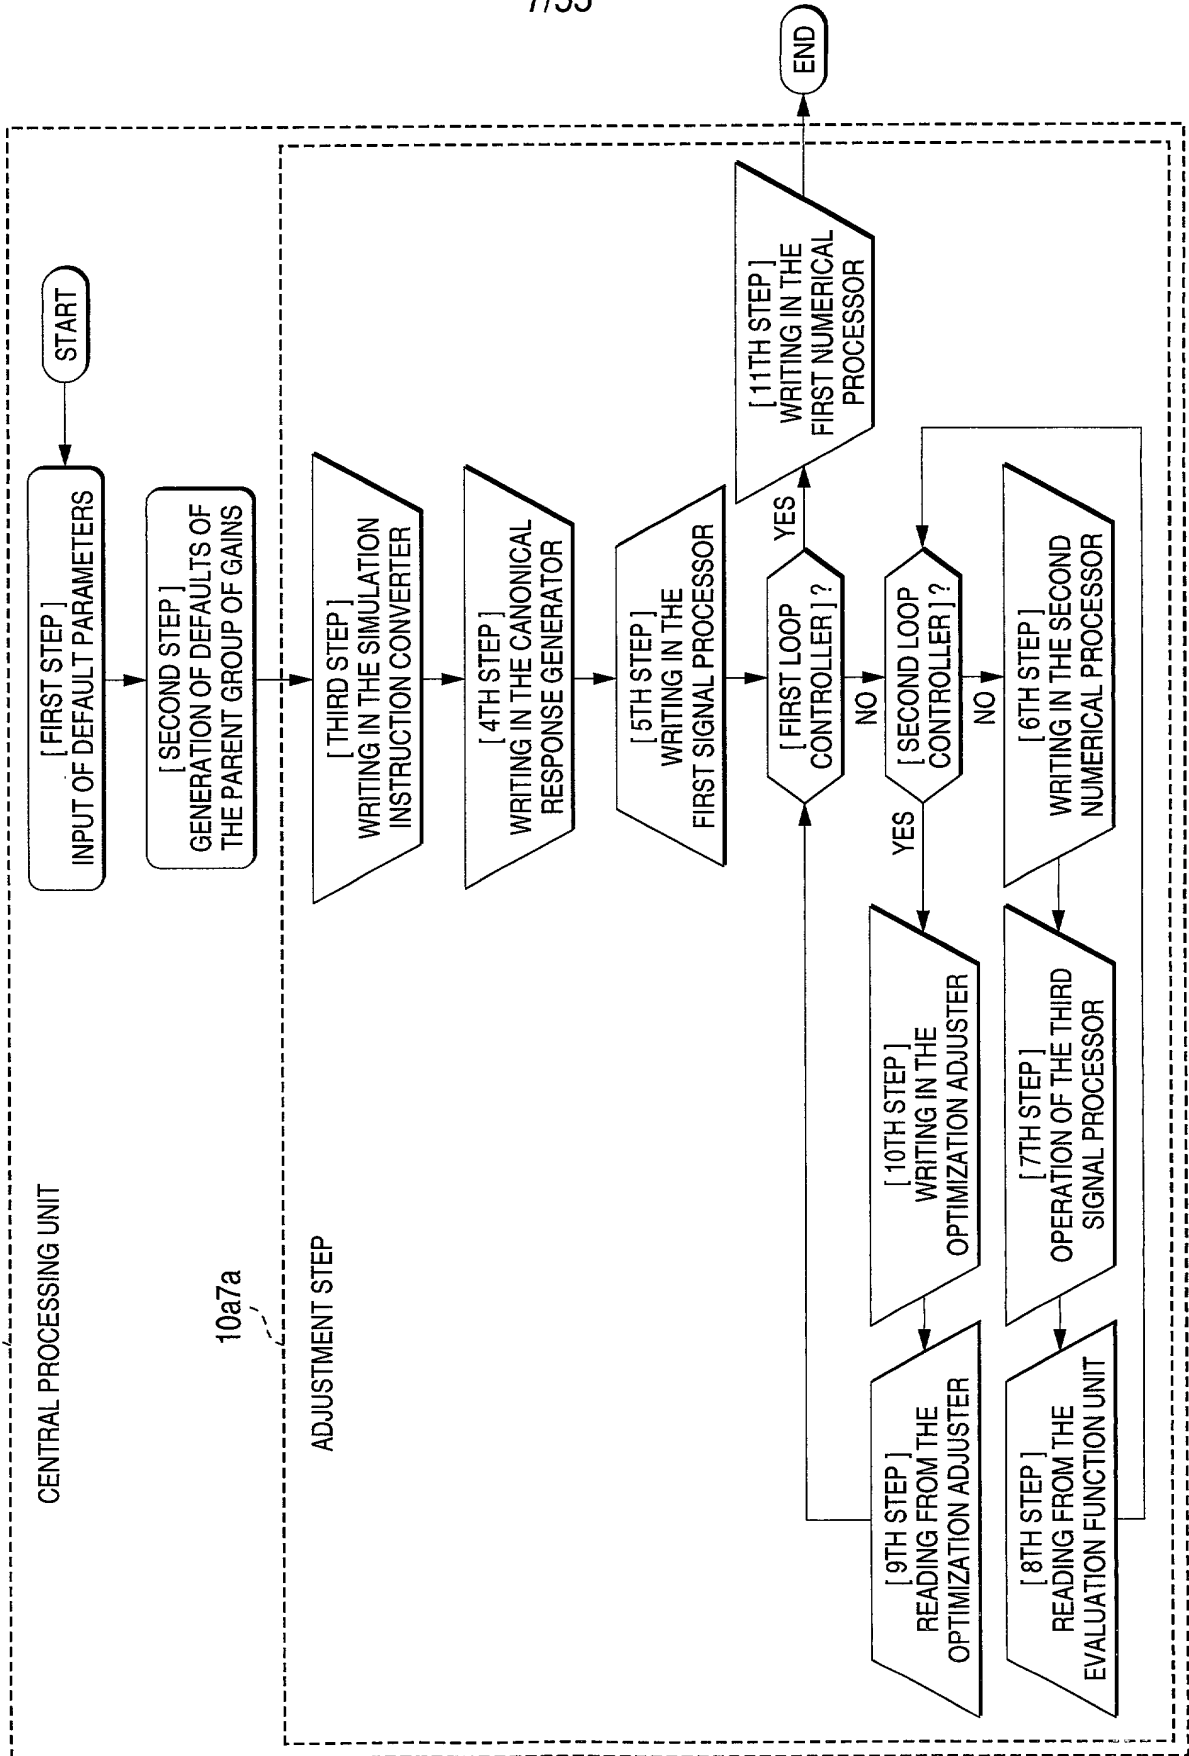 7/35
CENTRAL PROCESSING UNIT
START
[ FIRST STEP ]
INPUT OF DEFAULT PARAMETERS
[ SECOND STEP ]
GENERATION OF DEFAULTS OF
THE PARENT GROUP OF GAINS
10a7a
ADJUSTMENT STEP
[ THIRD STEP ]
WRITING IN THE SIMULATION
INSTRUCTION CONVERTER
[ 4TH STEP ]
WRITING IN THE CANONICAL
RESPONSE GENERATOR
[ 5TH STEP ]
WRITING IN THE
FIRST SIGNAL PROCESSOR
[ FIRST LOOP
CONTROLLER ] ?
YES
[ 11TH STEP ]
WRITING IN THE
FIRST NUMERICAL
PROCESSOR
END
NO
[ SECOND LOOP
CONTROLLER ] ?
YES
[ 10TH STEP ]
WRITING IN THE
OPTIMIZATION ADJUSTER
[ 9TH STEP ]
READING FROM THE
OPTIMIZATION ADJUSTER
NO
[ 6TH STEP ]
WRITING IN THE SECOND
NUMERICAL PROCESSOR
[ 7TH STEP ]
OPERATION OF THE THIRD
SIGNAL PROCESSOR
[ 8TH STEP ]
READING FROM THE
EVALUATION FUNCTION UNIT